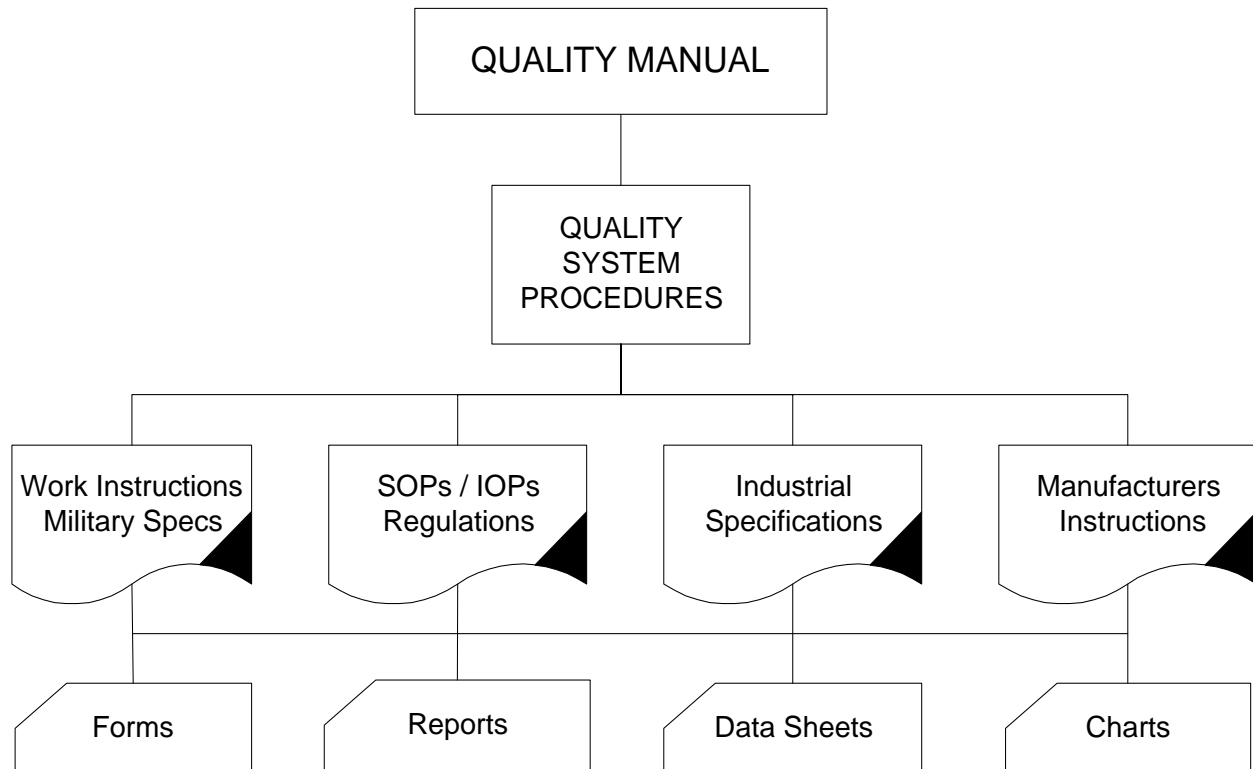 QUALITY MANUAL
QUALITY
SYSTEM
PROCEDURES
Work Instructions
Military Specs
SOPs / IOPs
Regulations
Industrial
Specifications
Manufacturers
Instructions
Forms
Reports
Data Sheets
Charts